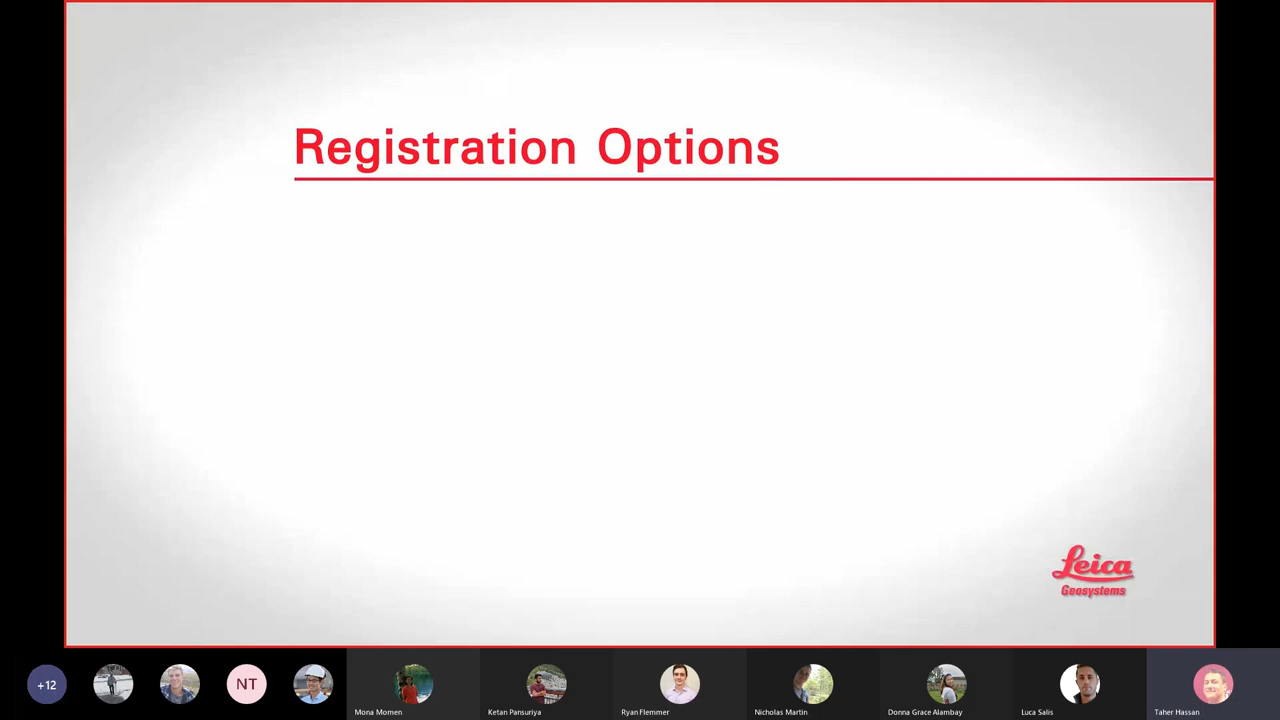 Registration Options
Leica
Geosystems
+12
NT
Mona Momen
Ketan Pansuriya
Ryan Flemmer
Nicholas Martin
Donna Grace Alambay
Luca Salis
Taher Hassan